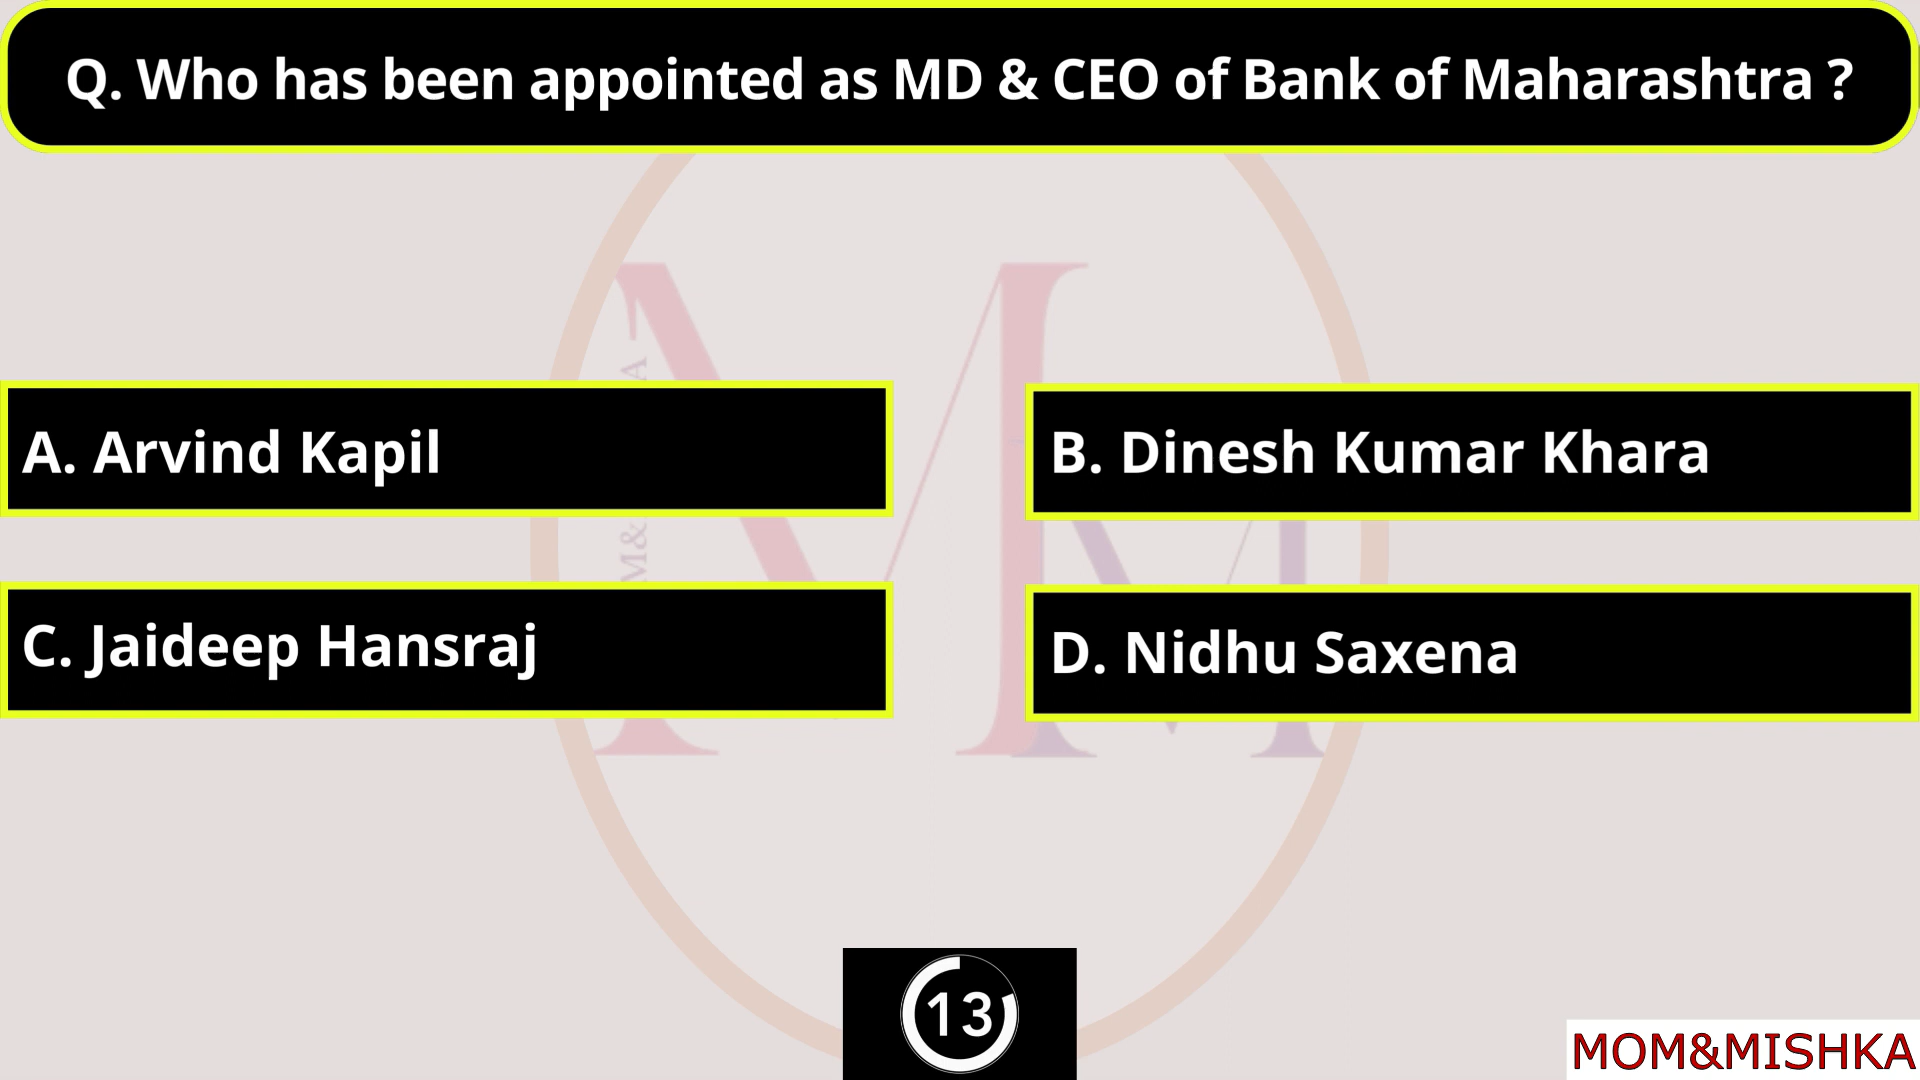 Q. Who has been appointed as MD & CEO of Bank of Maharashtra ?
A. Arvind Kapil
B. Dinesh Kumar Khara
C. Jaideep Hansraj
D. Nidhu Saxena
13
MOM&MISHKA